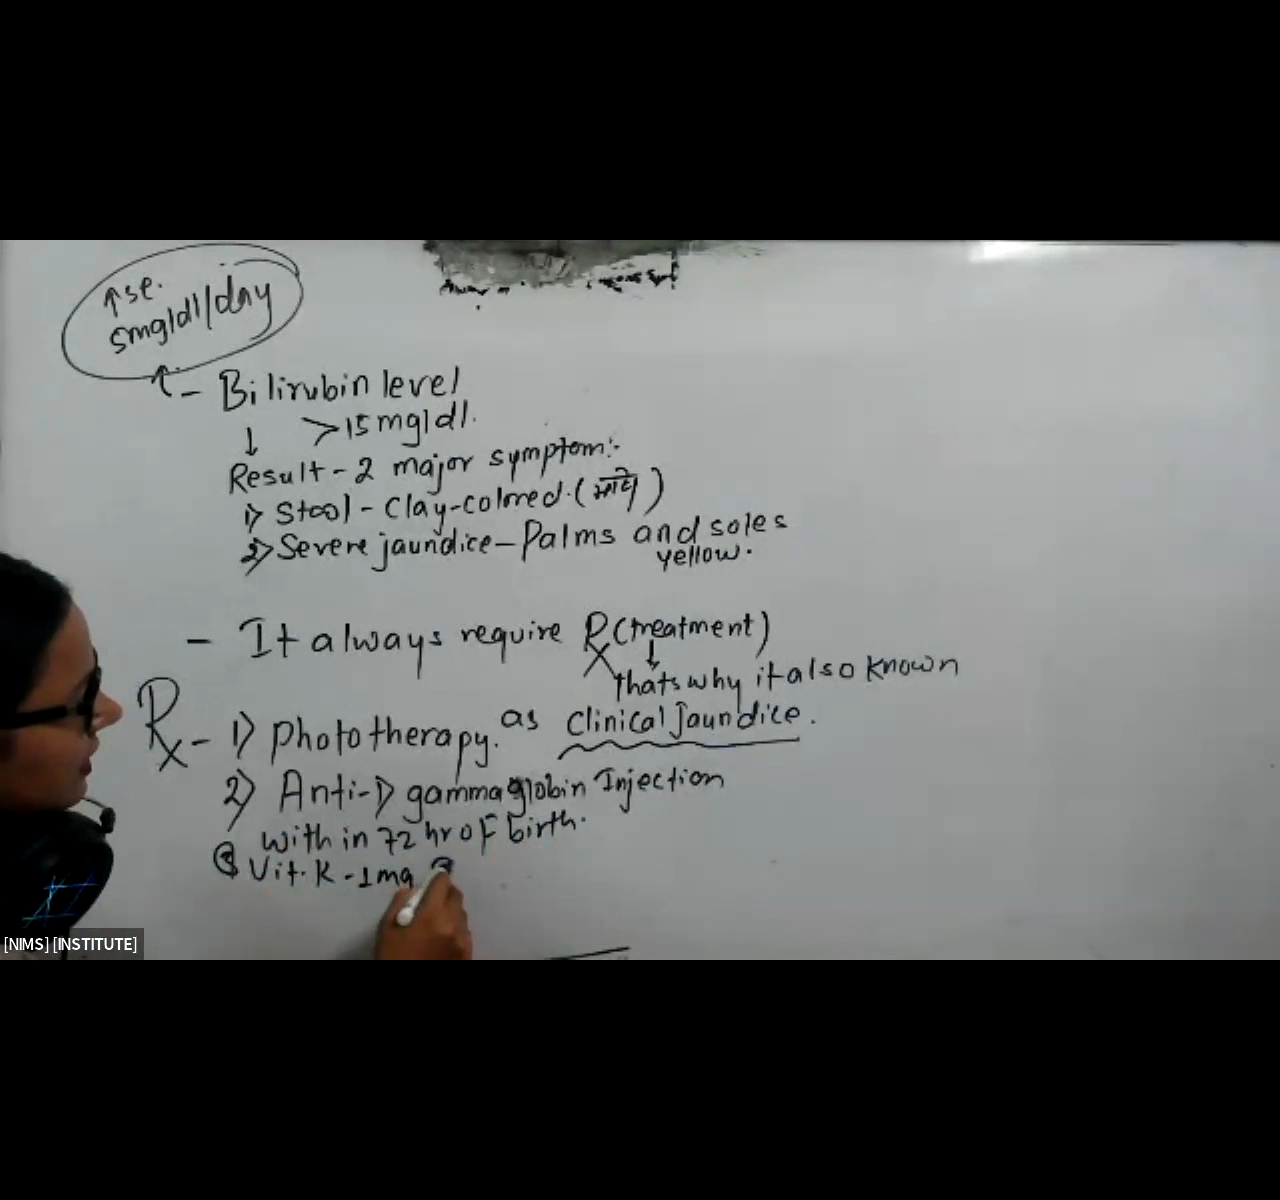 ↑se.
5mg/dl/day
↑ - Bilirubin level
↓ >15mg/dl.
Result - 2 major symptom:-
1) Stool - Clay-colored. ( )
2) Severe jaundice - Palms and soles
yellow.
- It always require Rx (treatment)
↓
thats why it also known
as Clinical Jaundice.
Rx - 1) Phototherapy.
2) Anti-D gammaglobin Injection
with in 72 hr of birth.
③ Vit. K - 1mg
[NIMS] [INSTITUTE]